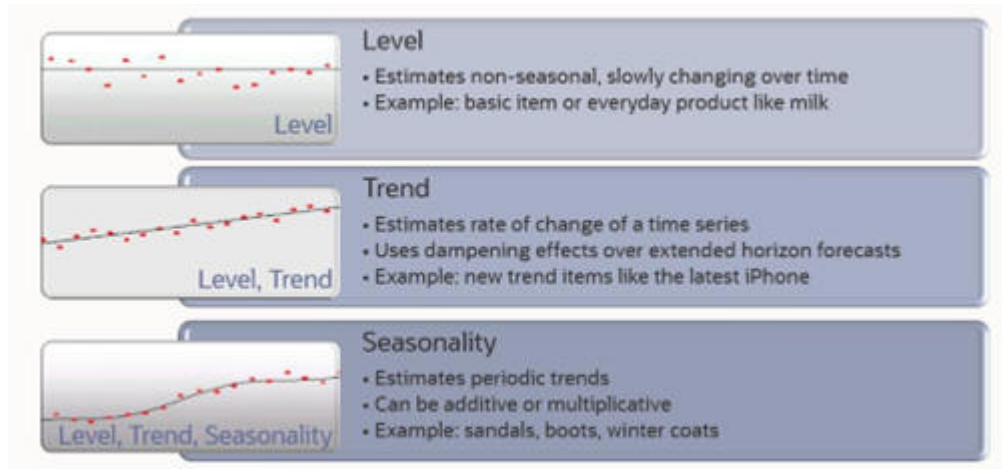 Level
• Estimates non-seasonal, slowly changing over time
• Example: basic item or everyday product like milk
Level
Trend
• Estimates rate of change of a time series
• Uses dampening effects over extended horizon forecasts
• Example: new trend items like the latest iPhone
Level, Trend
Seasonality
• Estimates periodic trends
• Can be additive or multiplicative
• Example: sandals, boots, winter coats
Level, Trend, Seasonality